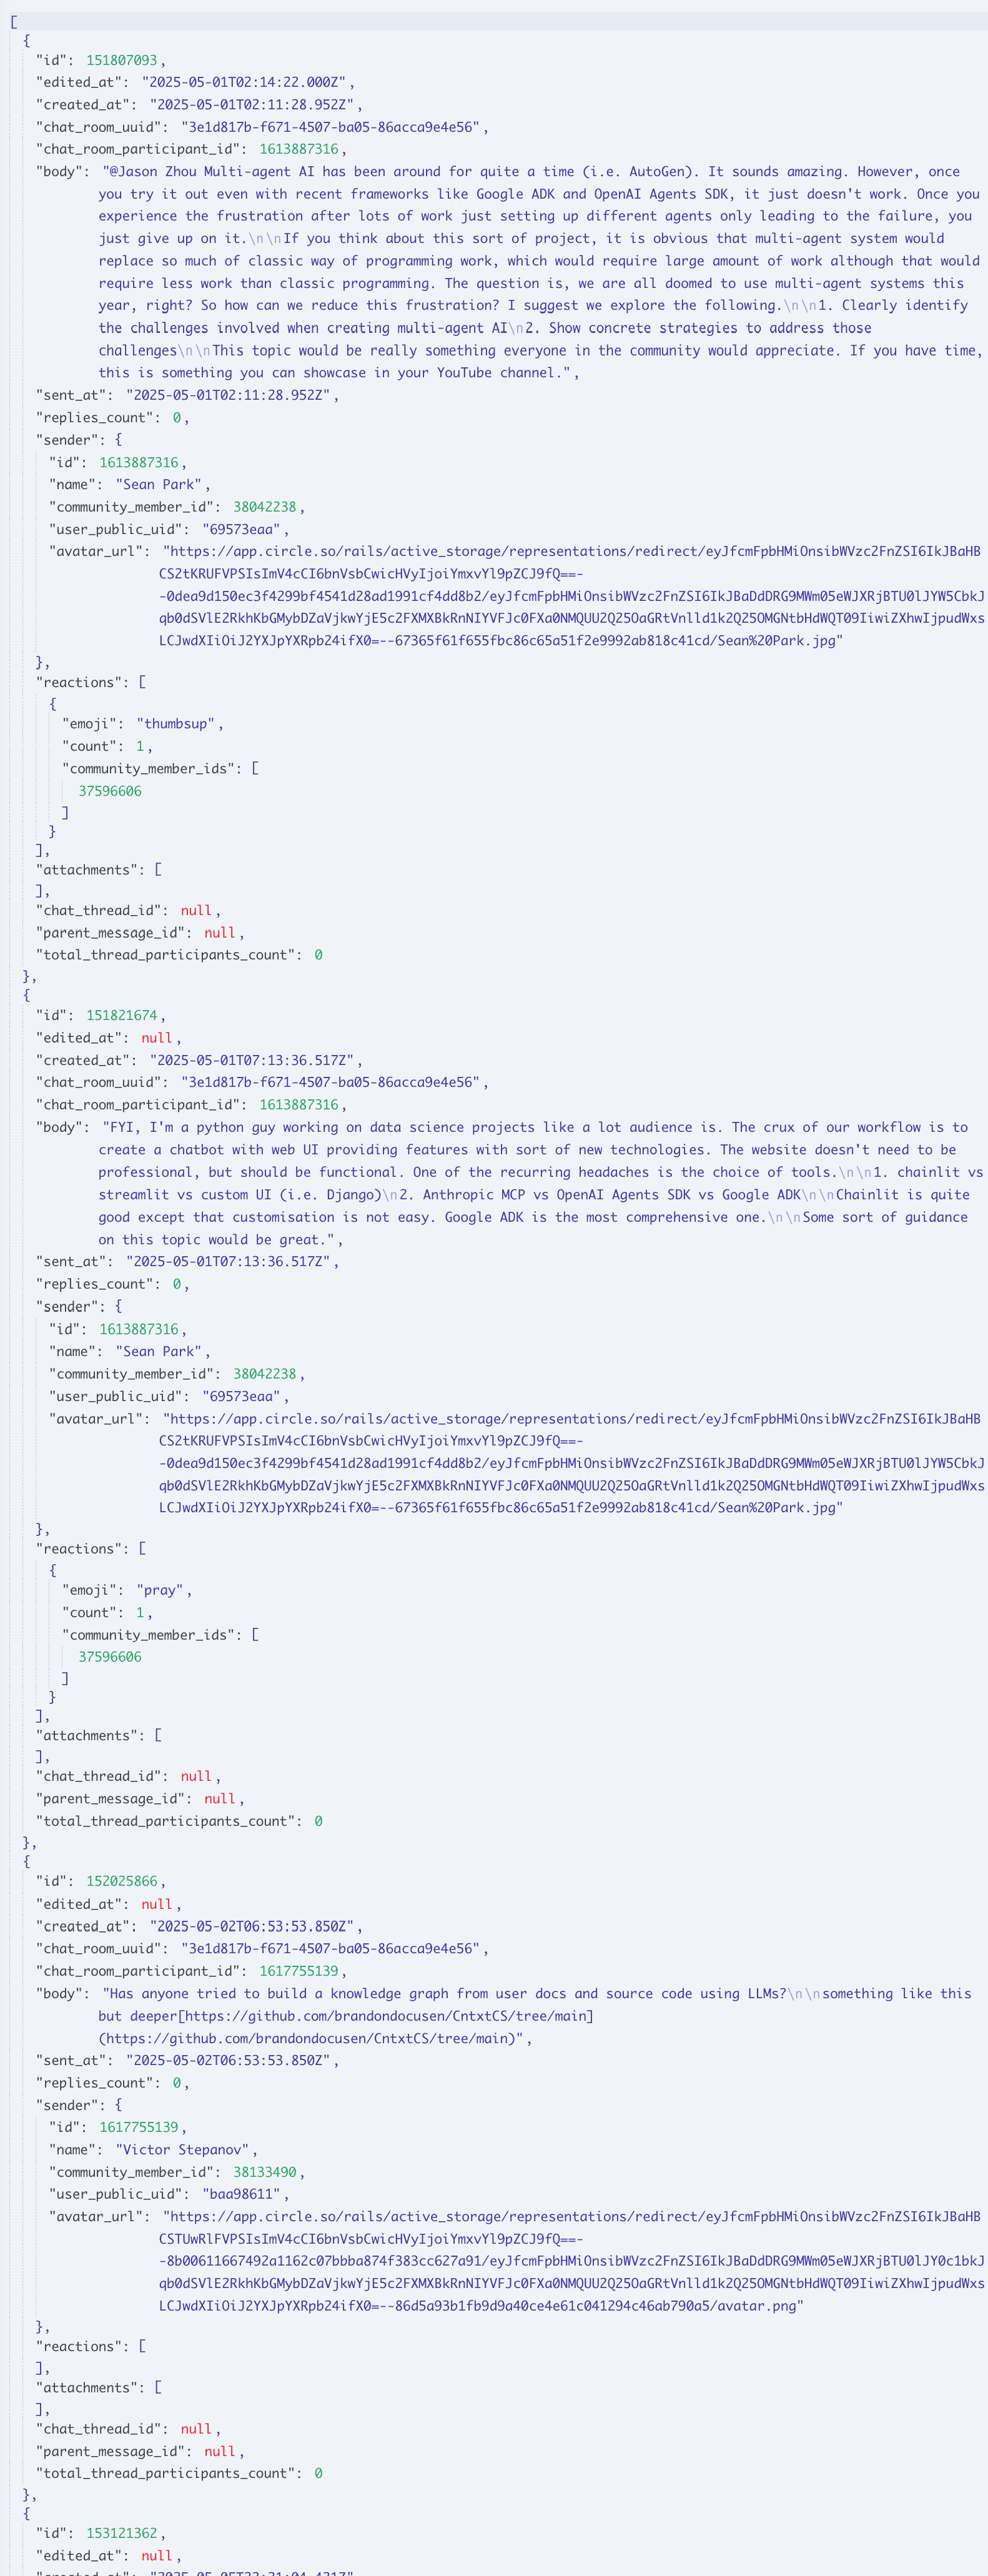 [
{
"id": 151807093,
"edited_at": "2025-05-01T02:14:22.000Z",
"created_at": "2025-05-01T02:11:28.952Z",
"chat_room_uuid": "3e1d817b-f671-4507-ba05-86acca9e4e56",
"chat_room_participant_id": 1613887316,
"body": "@Jason Zhou Multi-agent AI has been around for quite a time (i.e. AutoGen). It sounds amazing. However, once
you try it out even with recent frameworks like Google ADK and OpenAI Agents SDK, it just doesn't work. Once you
experience the frustration after lots of work just setting up different agents only leading to the failure, you
just give up on it.\n\nIf you think about this sort of project, it is obvious that multi-agent system would
replace so much of classic way of programming work, which would require large amount of work although that would
require less work than classic programming. The question is, we are all doomed to use multi-agent systems this
year, right? So how can we reduce this frustration? I suggest we explore the following.\n\n1. Clearly identify
the challenges involved when creating multi-agent AI\n2. Show concrete strategies to address those
challenges\n\nThis topic would be really something everyone in the community would appreciate. If you have time,
this is something you can showcase in your YouTube channel.",
"sent_at": "2025-05-01T02:11:28.952Z",
"replies_count": 0,
"sender": {
"id": 1613887316,
"name": "Sean Park",
"community_member_id": 38042238,
"user_public_uid": "69573eaa",
"avatar_url": "https://app.circle.so/rails/active_storage/representations/redirect/eyJfcmFpbHMiOnsibWVzc2FnZSI6IkJBaHB
CS2tKRUFVPSIsImV4cCI6bnVsbCwicHVyIjoiYmxvYl9pZCJ9fQ==-
-0dea9d150ec3f4299bf4541d28ad1991cf4dd8b2/eyJfcmFpbHMiOnsibWVzc2FnZSI6IkJBaDdDRG9MWm05eWJXRjBTU0lJYW5CbkJ
qb0dSVlE2RkhKbGMybDZaVjkwYjE5c2FXMXBkRnNIYVFJc0FXa0NMQUU2Q25OaGRtVnlld1k2Q25OMGNtbHdWQT09IiwiZXhwIjpudWxs
LCJwdXIiOiJ2YXJpYXRpb24ifX0=--67365f61f655fbc86c65a51f2e9992ab818c41cd/Sean%20Park.jpg"
},
"reactions": [
{
"emoji": "thumbsup",
"count": 1,
"community_member_ids": [
37596606
]
}
],
"attachments": [
],
"chat_thread_id": null,
"parent_message_id": null,
"total_thread_participants_count": 0
},
{
"id": 151821674,
"edited_at": null,
"created_at": "2025-05-01T07:13:36.517Z",
"chat_room_uuid": "3e1d817b-f671-4507-ba05-86acca9e4e56",
"chat_room_participant_id": 1613887316,
"body": "FYI, I'm a python guy working on data science projects like a lot audience is. The crux of our workflow is to
create a chatbot with web UI providing features with sort of new technologies. The website doesn't need to be
professional, but should be functional. One of the recurring headaches is the choice of tools.\n\n1. chainlit vs
streamlit vs custom UI (i.e. Django)\n2. Anthropic MCP vs OpenAI Agents SDK vs Google ADK\n\nChainlit is quite
good except that customisation is not easy. Google ADK is the most comprehensive one.\n\nSome sort of guidance
on this topic would be great.",
"sent_at": "2025-05-01T07:13:36.517Z",
"replies_count": 0,
"sender": {
"id": 1613887316,
"name": "Sean Park",
"community_member_id": 38042238,
"user_public_uid": "69573eaa",
"avatar_url": "https://app.circle.so/rails/active_storage/representations/redirect/eyJfcmFpbHMiOnsibWVzc2FnZSI6IkJBaHB
CS2tKRUFVPSIsImV4cCI6bnVsbCwicHVyIjoiYmxvYl9pZCJ9fQ==-
-0dea9d150ec3f4299bf4541d28ad1991cf4dd8b2/eyJfcmFpbHMiOnsibWVzc2FnZSI6IkJBaDdDRG9MWm05eWJXRjBTU0lJYW5CbkJ
qb0dSVlE2RkhKbGMybDZaVjkwYjE5c2FXMXBkRnNIYVFJc0FXa0NMQUU2Q25OaGRtVnlld1k2Q25OMGNtbHdWQT09IiwiZXhwIjpudWxs
LCJwdXIiOiJ2YXJpYXRpb24ifX0=--67365f61f655fbc86c65a51f2e9992ab818c41cd/Sean%20Park.jpg"
},
"reactions": [
{
"emoji": "pray",
"count": 1,
"community_member_ids": [
37596606
]
}
],
"attachments": [
],
"chat_thread_id": null,
"parent_message_id": null,
"total_thread_participants_count": 0
},
{
"id": 152025866,
"edited_at": null,
"created_at": "2025-05-02T06:53:53.850Z",
"chat_room_uuid": "3e1d817b-f671-4507-ba05-86acca9e4e56",
"chat_room_participant_id": 1617755139,
"body": "Has anyone tried to build a knowledge graph from user docs and source code using LLMs?\n\nsomething like this
but deeper[https://github.com/brandondocusen/CntxtCS/tree/main]
(https://github.com/brandondocusen/CntxtCS/tree/main)",
"sent_at": "2025-05-02T06:53:53.850Z",
"replies_count": 0,
"sender": {
"id": 1617755139,
"name": "Victor Stepanov",
"community_member_id": 38133490,
"user_public_uid": "baa98611",
"avatar_url": "https://app.circle.so/rails/active_storage/representations/redirect/eyJfcmFpbHMiOnsibWVzc2FnZSI6IkJBaHB
CSTUwRlFVPSIsImV4cCI6bnVsbCwicHVyIjoiYmxvYl9pZCJ9fQ==-
-8b00611667492a1162c07bbba874f383cc627a91/eyJfcmFpbHMiOnsibWVzc2FnZSI6IkJBaDdDRG9MWm05eWJXRjBTU0lJY0c1bkJ
qb0dSVlE2RkhKbGMybDZaVjkwYjE5c2FXMXBkRnNIYVFJc0FXa0NMQUU2Q25OaGRtVnlld1k2Q25OMGNtbHdWQT09IiwiZXhwIjpudWxs
LCJwdXIiOiJ2YXJpYXRpb24ifX0=--86d5a93b1fb9d9a40ce4e61c041294c46ab790a5/avatar.png"
},
"reactions": [
],
"attachments": [
],
"chat_thread_id": null,
"parent_message_id": null,
"total_thread_participants_count": 0
},
{
"id": 153121362,
"edited_at": null,